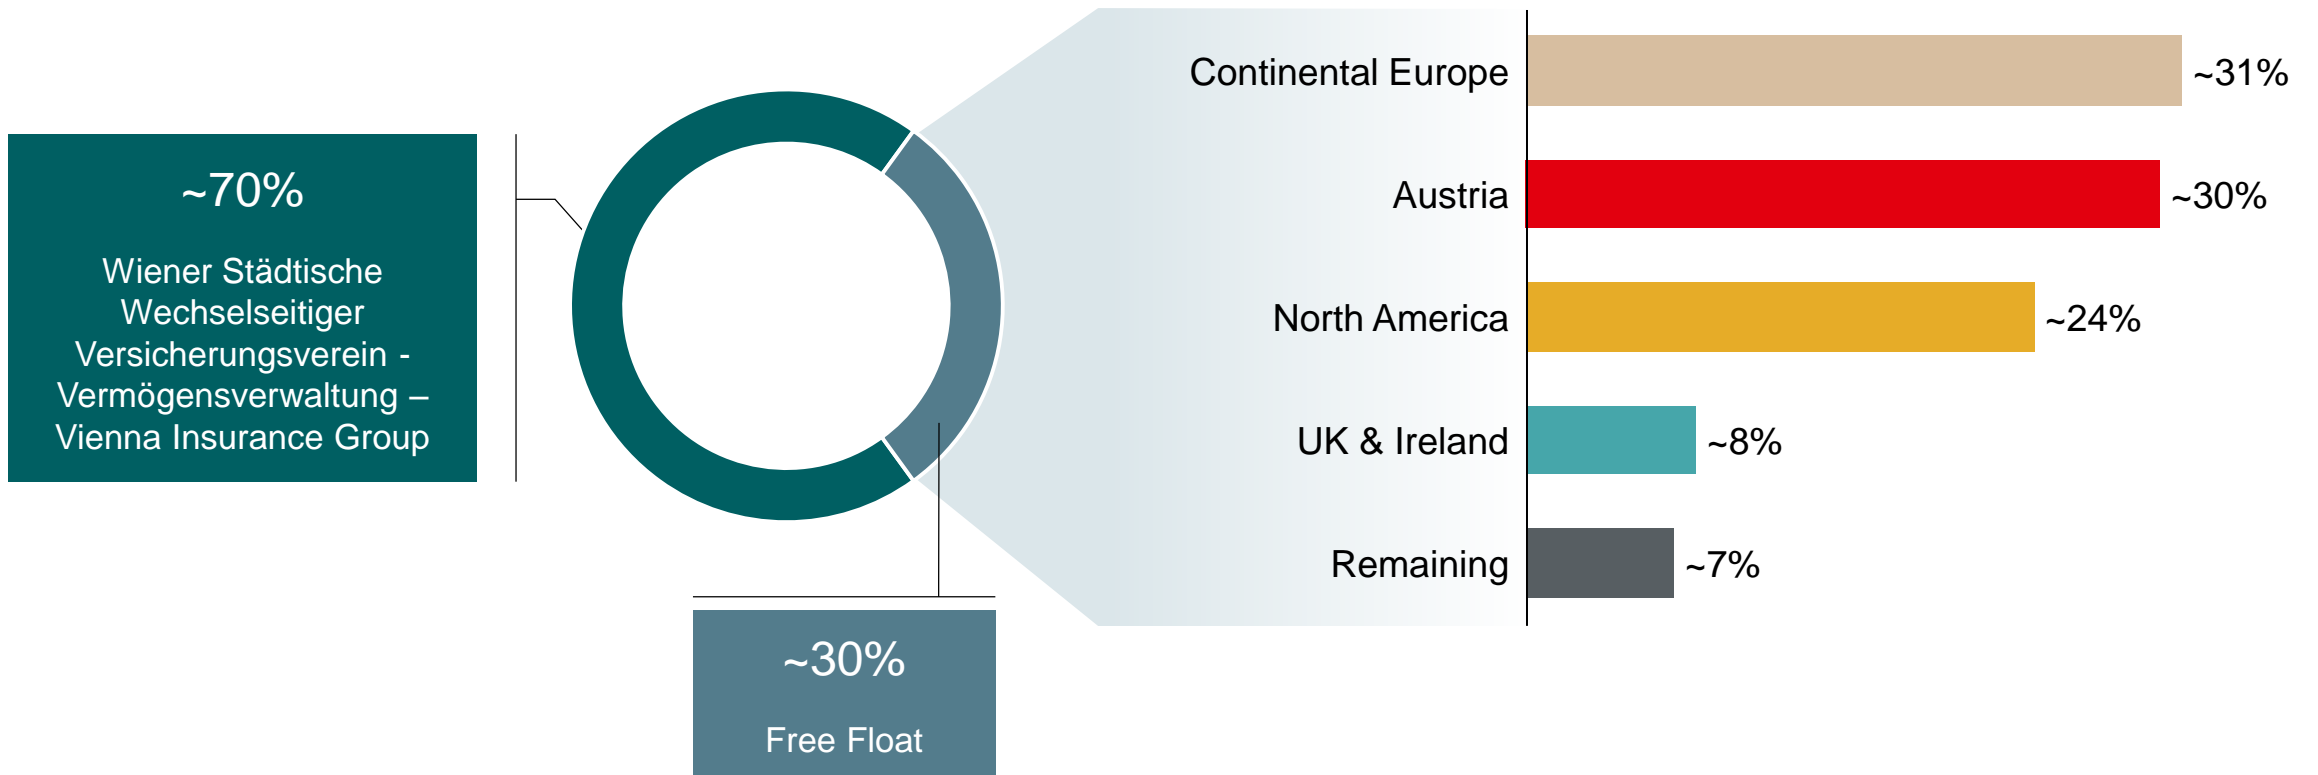 ~70%
Wiener Städtische
Wechselseitiger
Versicherungsverein -
Vermögensverwaltung –
Vienna Insurance Group
~30%
Free Float
Continental Europe ~31%
Austria ~30%
North America ~24%
UK & Ireland ~8%
Remaining ~7%